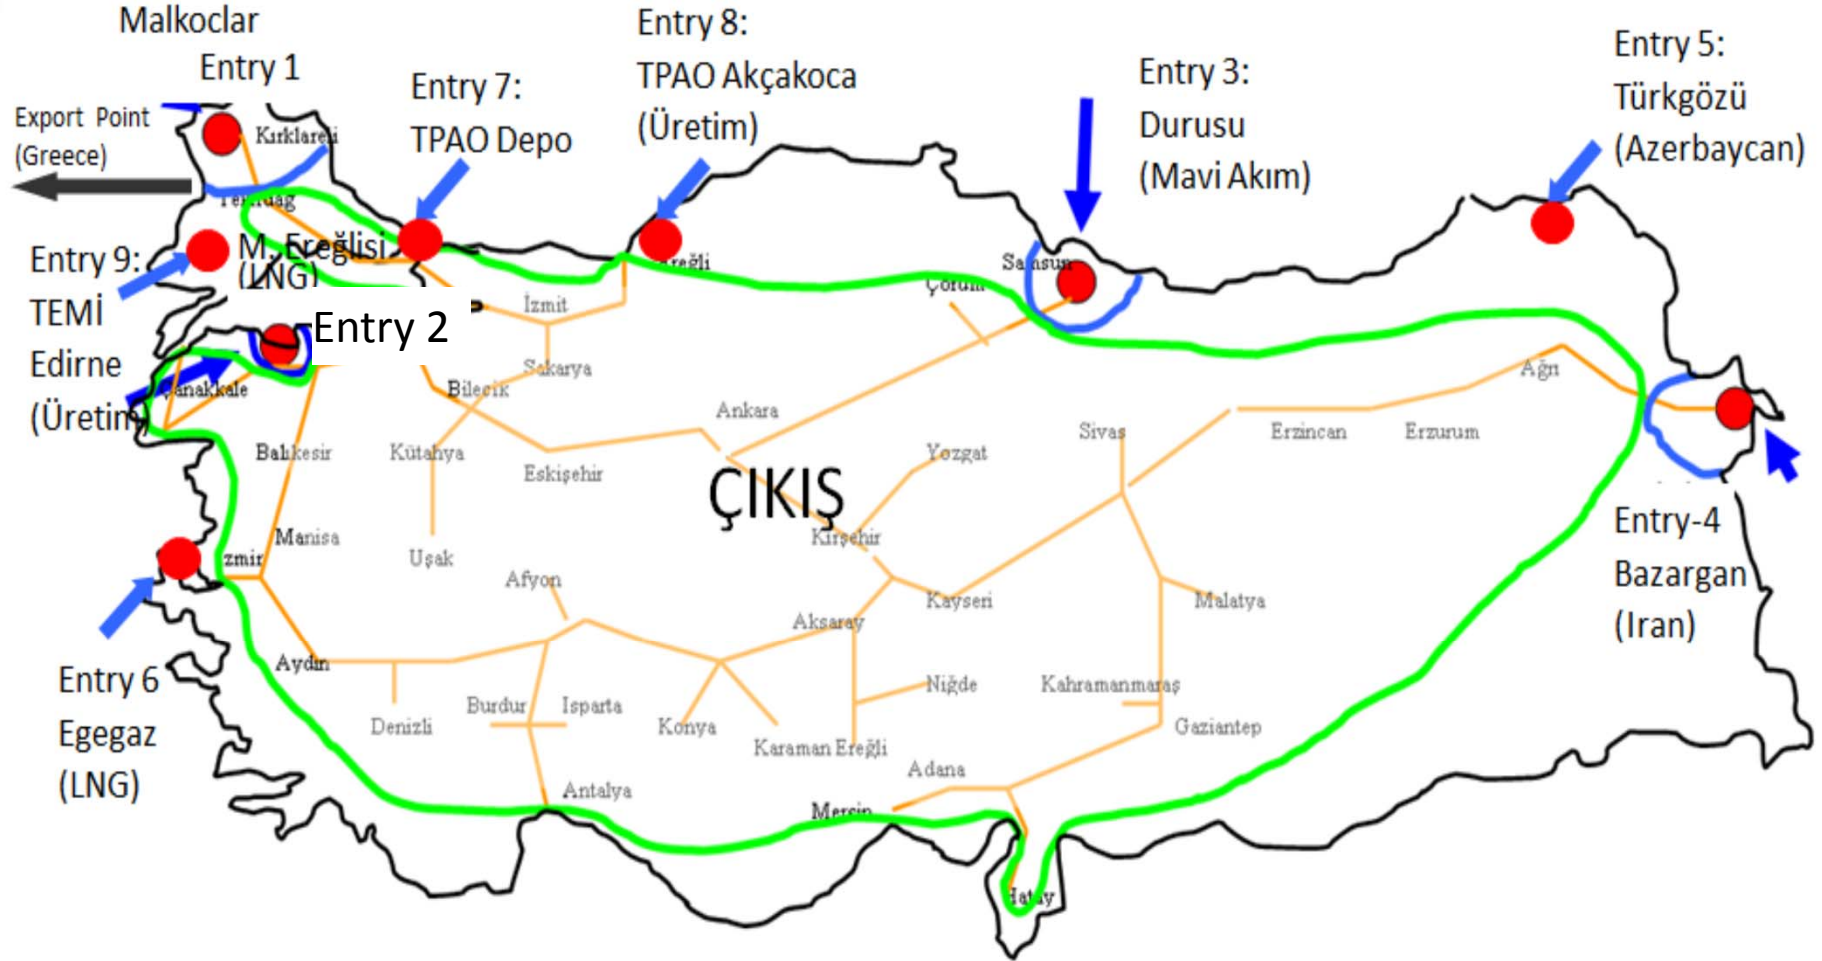 Malkoclar
Entry 1
Entry 8:
TPAO Akçakoca
(Üretim)
Entry 7:
TPAO Depo
Entry 3:
Durusu
(Mavi Akım)
Entry 5:
Türkgözü
(Azerbaycan)
Export Point
(Greece)
Kırklareli
Tekirdag
M. Ereğlisi
(LNG)
Entry 9:
TEMİ
Edirne
(Üretim)
Entry 2
Ereğli
Samsun
Çorum
İzmit
Sakarya
Bilecik
Çanakkale
Ankara
Ağrı
Balıkesir
Kütahya
Eskişehir
Yozgat
Sivas
Erzincan
Erzurum
ÇIKIŞ
Manisa
Uşak
Kırşehir
Entry-4
Bazargan
(Iran)
zmir
Afyon
Kayseri
Malatya
Aksaray
Aydın
Entry 6
Egegaz
(LNG)
Denizli
Burdur
Isparta
Konya
Niğde
Karaman Ereğli
Kahramanmaraş
Gaziantep
Adana
Antalya
Mersin
Hatay